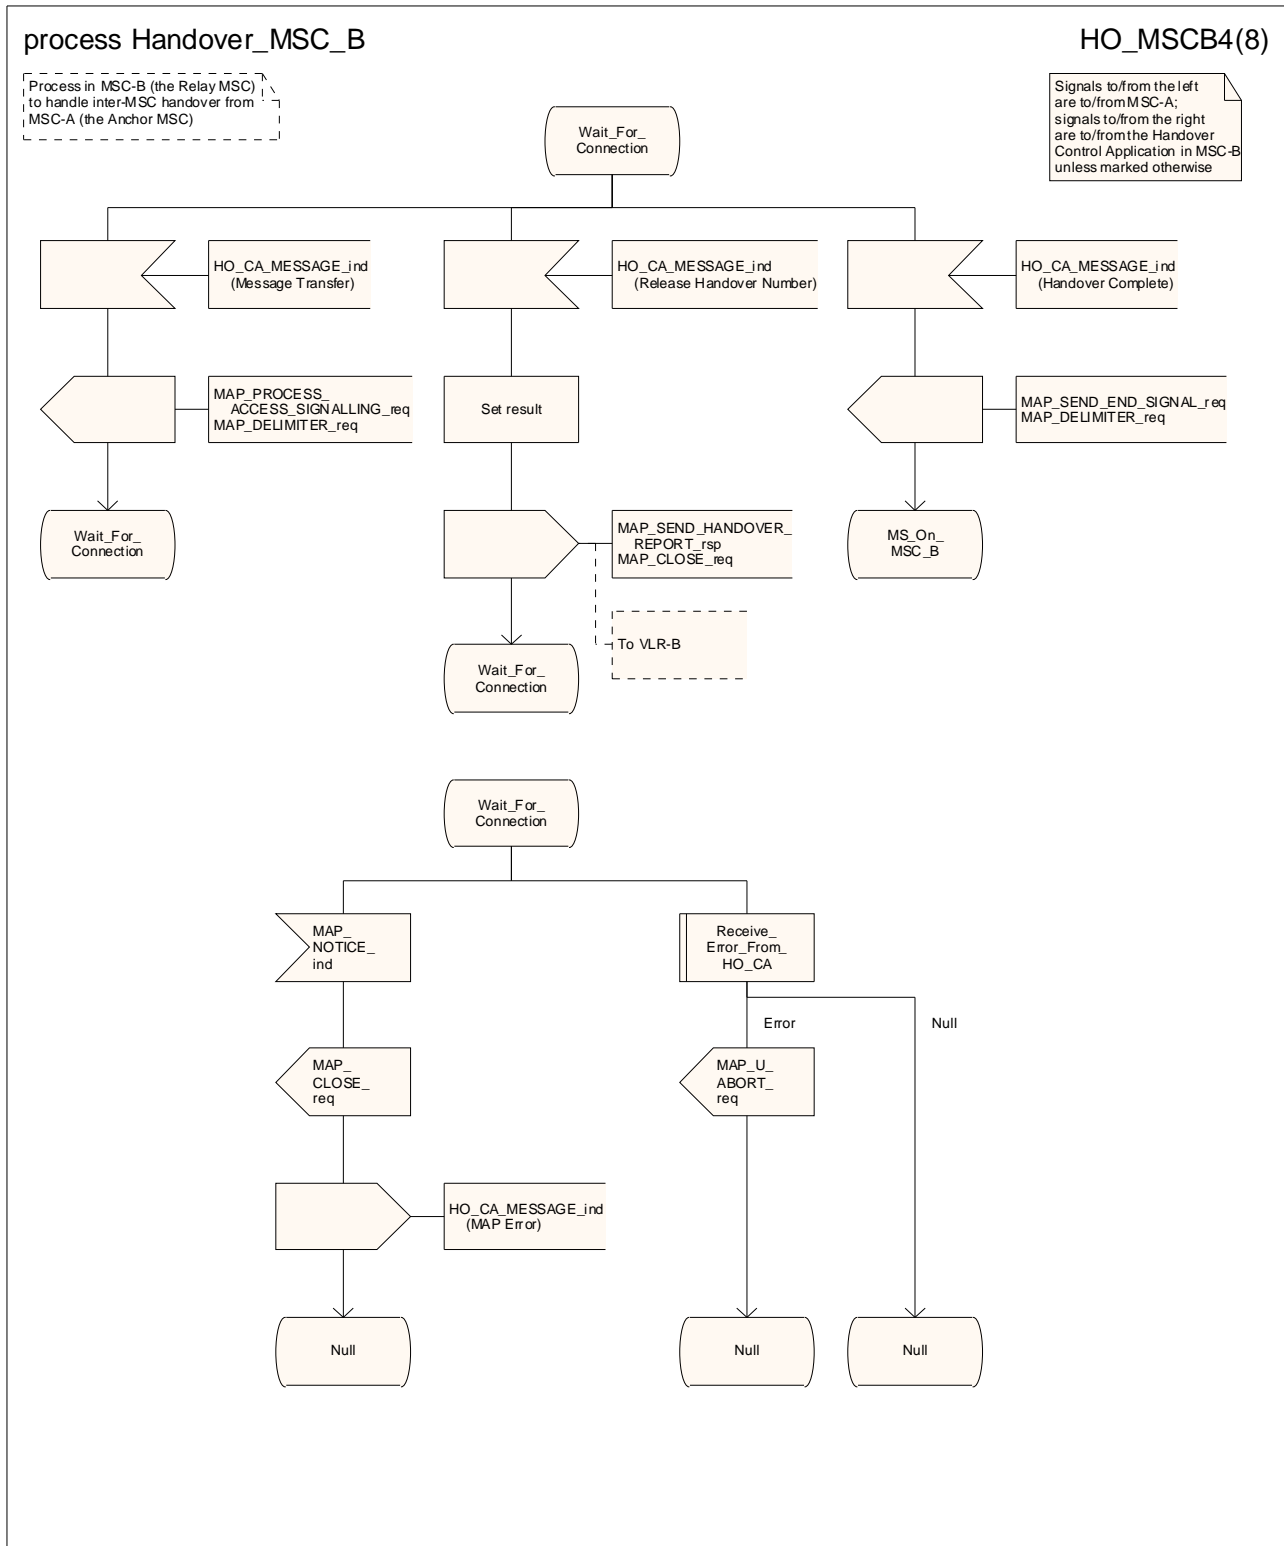 process Handover_MSC_B
HO_MSCB4(8)
Process in MSC-B (the Relay MSC)
to handle inter-MSC handover from
MSC-A (the Anchor MSC)
Signals to/from the left
are to/from MSC-A;
signals to/from the right
are to/from the Handover
Control Application in MSC-B
unless marked otherwise
Wait_For_
Connection
HO_CA_MESSAGE_ind
(Message Transfer)
HO_CA_MESSAGE_ind
(Release Handover Number)
HO_CA_MESSAGE_ind
(Handover Complete)
MAP_PROCESS_
ACCESS_SIGNALLING_req
MAP_DELIMITER_req
Set result
MAP_SEND_END_SIGNAL_req
MAP_DELIMITER_req
Wait_For_
Connection
MAP_SEND_HANDOVER_
REPORT_rsp
MAP_CLOSE_req
MS_On_
MSC_B
To VLR-B
Wait_For_
Connection
Wait_For_
Connection
MAP_
NOTICE_
ind
Receive_
Error_From_
HO_CA
Error
Null
MAP_
CLOSE_
req
MAP_U_
ABORT_
req
HO_CA_MESSAGE_ind
(MAP Error)
Null
Null
Null